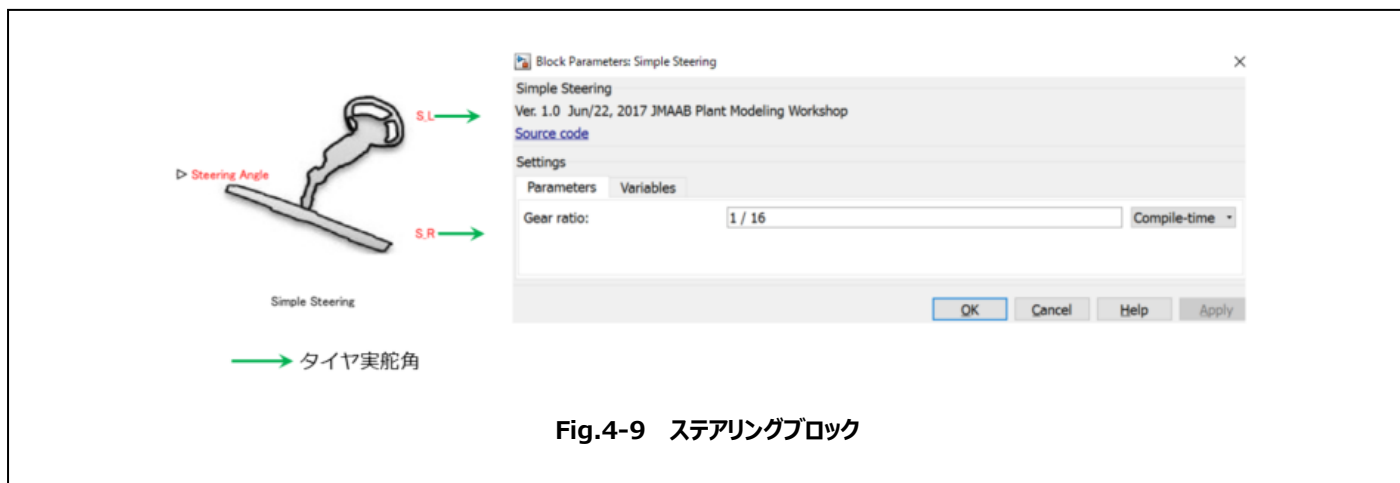 Steering Angle
S_L
S_R
Simple Steering
タイヤ実舵角
Block Parameters: Simple Steering
Simple Steering
Ver. 1.0 Jun/22, 2017 JMAAB Plant Modeling Workshop
Source code
Settings
Parameters Variables
Gear ratio: 1 / 16 Compile-time
OK Cancel Help Apply
Fig.4-9 ステアリングブロック